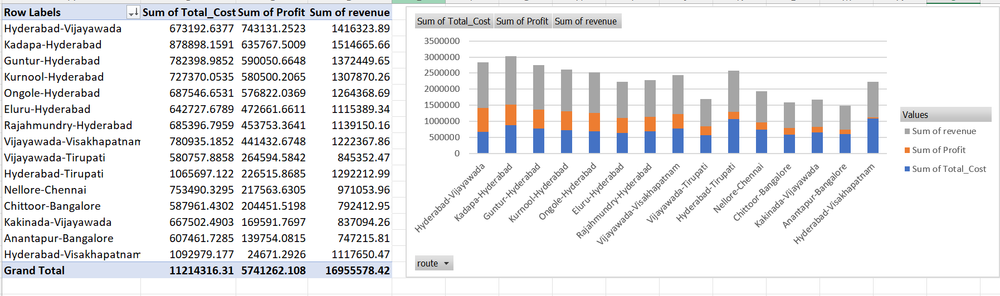 Row Labels Sum of Total_Cost Sum of Profit Sum of revenue
Hyderabad-Vijayawada 673192.6377 743131.2523 1416323.89
Kadapa-Hyderabad 878898.1591 635767.5009 1514665.66
Guntur-Hyderabad 782398.9852 590050.6648 1372449.65
Kurnool-Hyderabad 727370.0535 580500.2065 1307870.26
Ongole-Hyderabad 687546.6531 576822.0369 1264368.69
Eluru-Hyderabad 642727.6789 472661.6611 1115389.34
Rajahmundry-Hyderabad 685396.7959 453753.3641 1139150.16
Vijayawada-Visakhapatnam 780935.1852 441432.6748 1222367.86
Vijayawada-Tirupati 580757.8858 264594.5842 845352.47
Hyderabad-Tirupati 1065697.122 226515.8685 1292212.99
Nellore-Chennai 753490.3295 217563.6305 971053.96
Chittoor-Bangalore 587961.4302 204451.5198 792412.95
Kakinada-Vijayawada 667502.4903 169591.7697 837094.26
Anantapur-Bangalore 607461.7285 139754.0815 747215.81
Hyderabad-Visakhapatnam 1092979.177 24671.2926 1117650.47
Grand Total 11214316.31 5741262.108 16955578.42
Sum of Total_Cost Sum of Profit Sum of revenue
3500000
3000000
2500000
2000000
1500000
1000000
500000
0
Hyderabad-Vijayawada
Kadapa-Hyderabad
Guntur-Hyderabad
Kurnool-Hyderabad
Ongole-Hyderabad
Eluru-Hyderabad
Rajahmundry-Hyderabad
Vijayawada-Visakhapatnam
Vijayawada-Tirupati
Hyderabad-Tirupati
Nellore-Chennai
Chittoor-Bangalore
Kakinada-Vijayawada
Anantapur-Bangalore
Hyderabad-Visakhapatnam
Values
Sum of revenue
Sum of Profit
Sum of Total_Cost
route